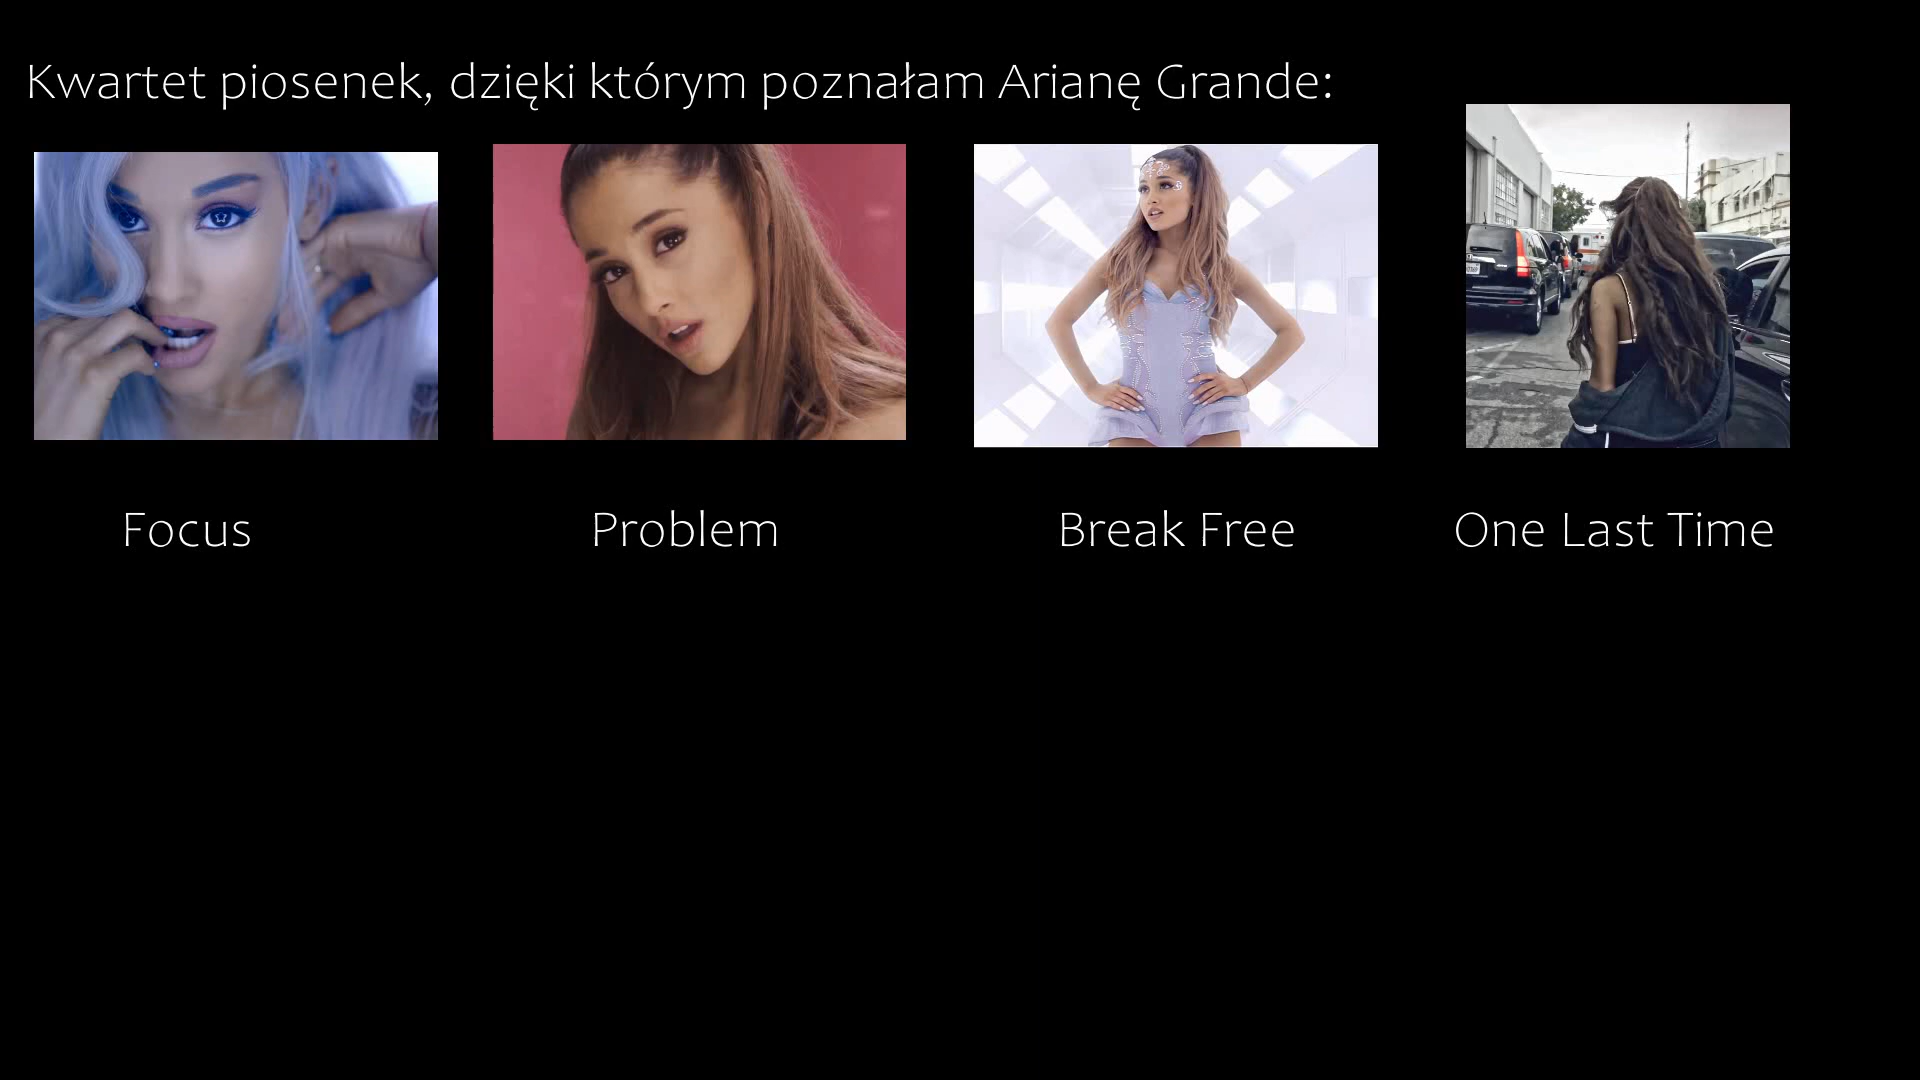 Kwartet piosenek, dzięki którym poznałam Arianę Grande:
Focus
Problem
Break Free
One Last Time